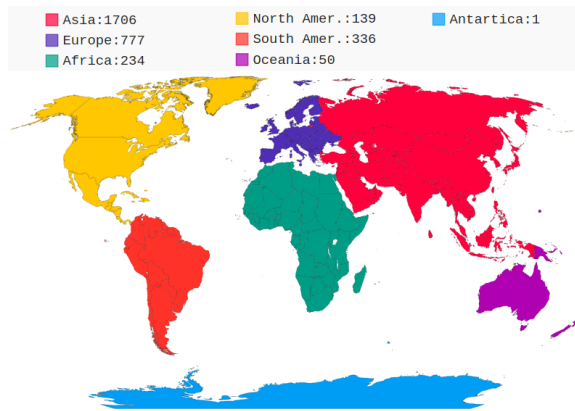 Asia:1706
Europe:777
Africa:234
North Amer.:139
South Amer.:336
Oceania:50
Antartica:1